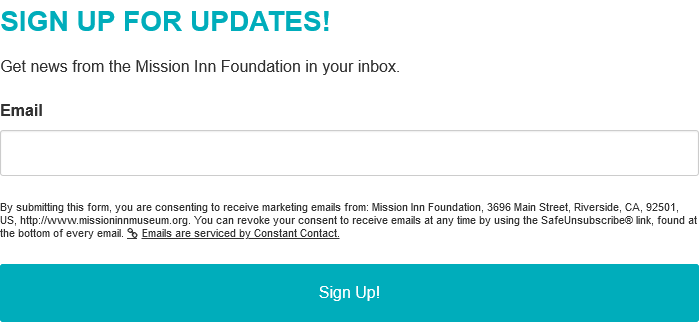 SIGN UP FOR UPDATES!
Get news from the Mission Inn Foundation in your inbox.
Email
By submitting this form, you are consenting to receive marketing emails from: Mission Inn Foundation, 3696 Main Street, Riverside, CA, 92501,
US, http://www.missioninnmuseum.org. You can revoke your consent to receive emails at any time by using the SafeUnsubscribe® link, found at
the bottom of every email. Emails are serviced by Constant Contact.
Sign Up!